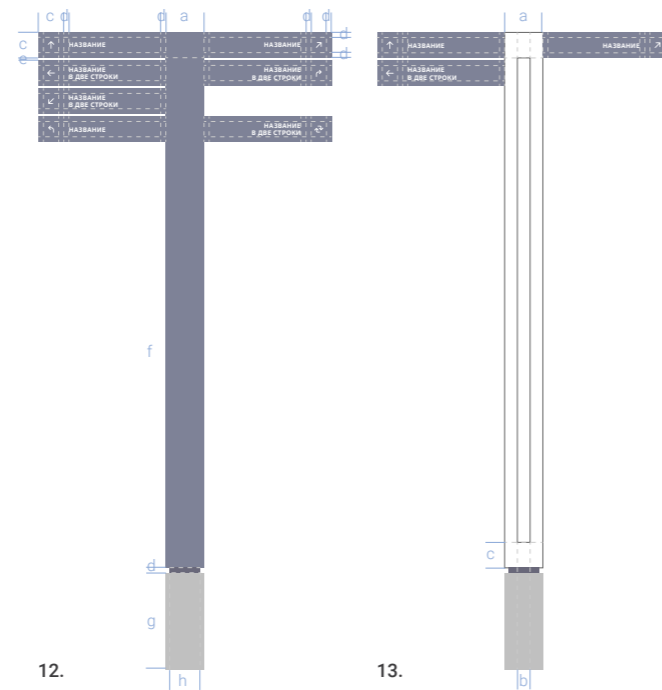 c d d a d d
a
c
НАЗВАНИЕ
НАЗВАНИЕ
d
НАЗВАНИЕ
НАЗВАНИЕ
d
e
НАЗВАНИЕ
В ДВЕ СТРОКИ
НАЗВАНИЕ
В ДВЕ СТРОКИ
НАЗВАНИЕ
В ДВЕ СТРОКИ
НАЗВАНИЕ
В ДВЕ СТРОКИ
НАЗВАНИЕ
НАЗВАНИЕ
В ДВЕ СТРОКИ
f
c
d
g
12.
h
13.
b